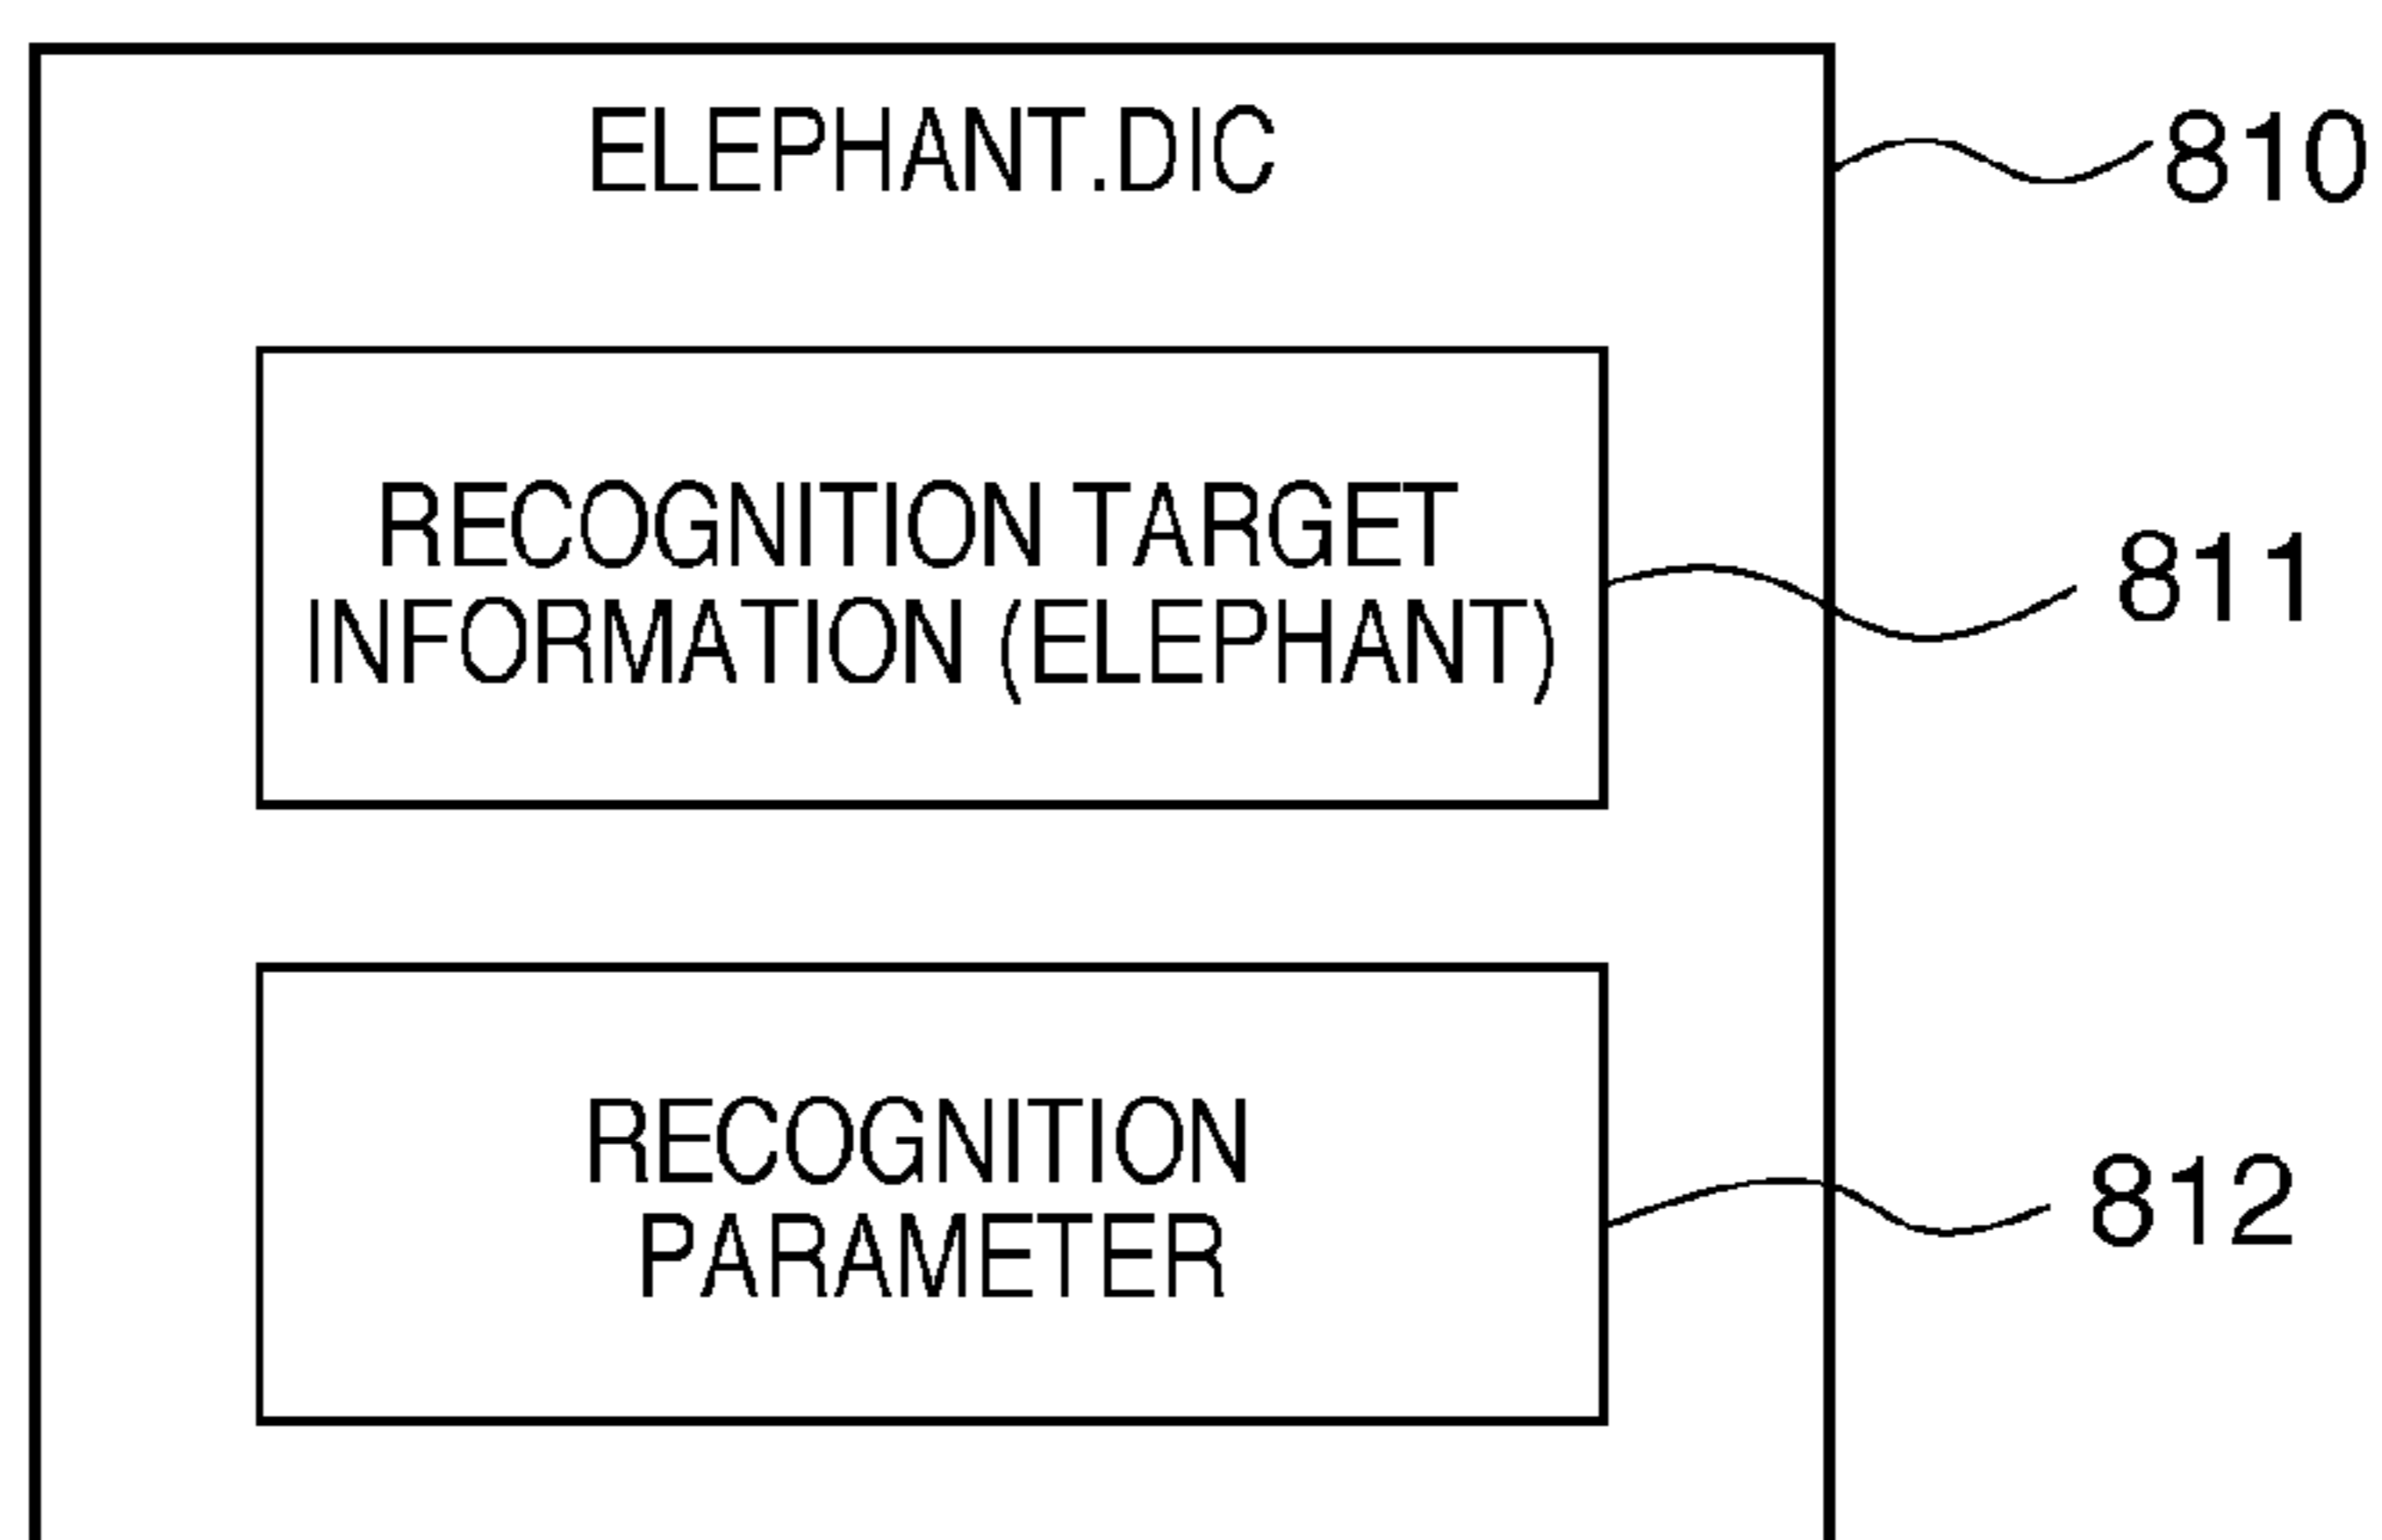 ELEPHANT.DIC
810
RECOGNITION TARGET
INFORMATION (ELEPHANT)
811
RECOGNITION
PARAMETER
812